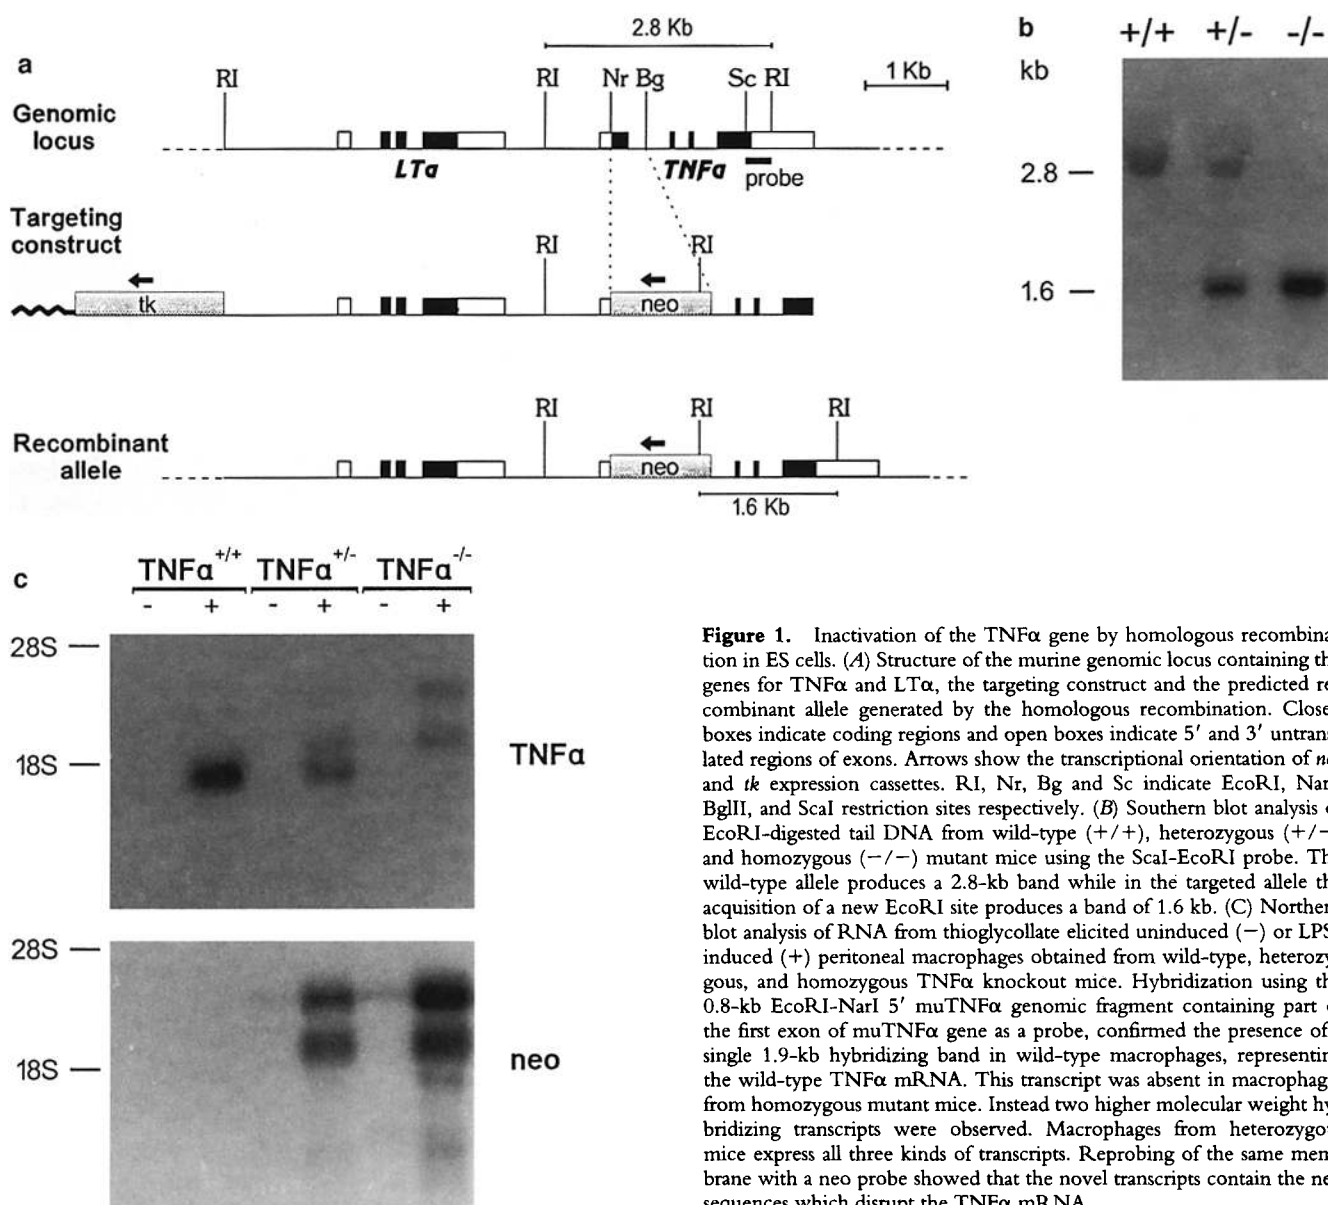 a
2.8 Kb
RI RI Nr Bg Sc RI
1 Kb
Genomic
locus
LTα TNFα
probe
Targeting
construct
RI RI
tk neo
Recombinant
allele
RI RI RI
neo
1.6 Kb
b
+/+ +/- -/-
kb
2.8
1.6
c
TNFα+/+ TNFα+/- TNFα-/-
- + - + - +
28S
18S
TNFα
28S
18S
neo
Figure 1. Inactivation of the TNFα gene by homologous recombina
tion in ES cells. (A) Structure of the murine genomic locus containing th
genes for TNFα and LTα, the targeting construct and the predicted re
combinant allele generated by the homologous recombination. Close
boxes indicate coding regions and open boxes indicate 5′ and 3′ untrans
lated regions of exons. Arrows show the transcriptional orientation of n
and tk expression cassettes. RI, Nr, Bg and Sc indicate EcoRI, Nar
BglII, and ScaI restriction sites respectively. (B) Southern blot analysis
EcoRI-digested tail DNA from wild-type (+/+), heterozygous (+/−
and homozygous (−/−) mutant mice using the ScaI-EcoRI probe. Th
wild-type allele produces a 2.8-kb band while in the targeted allele th
acquisition of a new EcoRI site produces a band of 1.6 kb. (C) Northern
blot analysis of RNA from thioglycollate elicited uninduced (−) or LPS
induced (+) peritoneal macrophages obtained from wild-type, heterozy
gous, and homozygous TNFα knockout mice. Hybridization using th
0.8-kb EcoRI-NarI 5′ muTNFα genomic fragment containing part
the first exon of muTNFα gene as a probe, confirmed the presence of
single 1.9-kb hybridizing band in wild-type macrophages, representin
the wild-type TNFα mRNA. This transcript was absent in macrophag
from homozygous mutant mice. Instead two higher molecular weight hy
bridizing transcripts were observed. Macrophages from heterozygo
mice express all three kinds of transcripts. Reprobing of the same mem
brane with a neo probe showed that the novel transcripts contain the ne
sequences which disrupt the TNFα mRNA